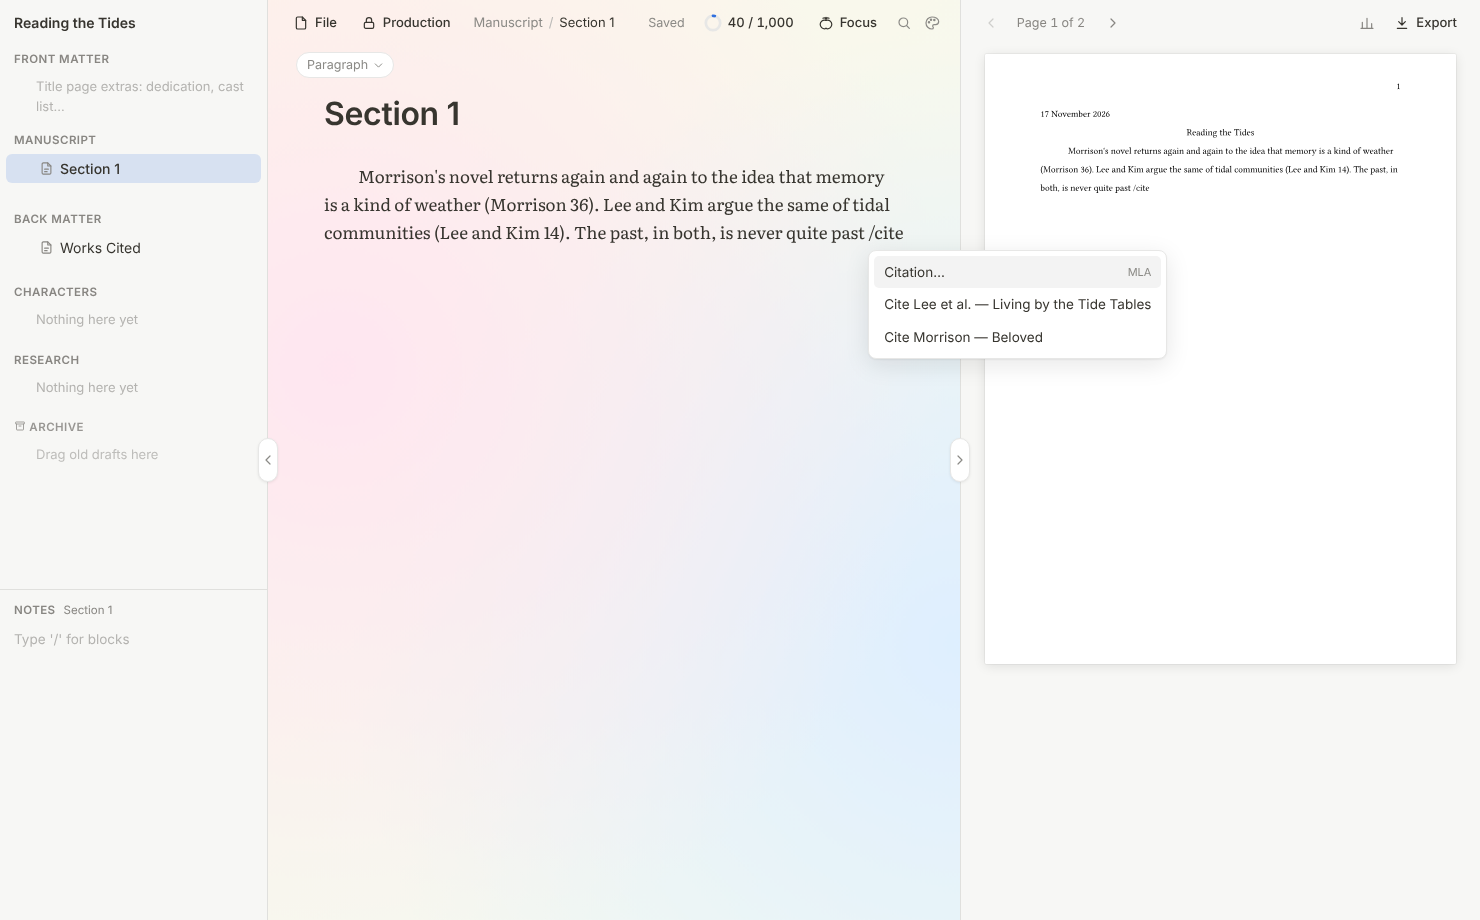 Reading the Tides
FRONT MATTER
Title page extras: dedication, cast
list...
MANUSCRIPT
Section 1
BACK MATTER
Works Cited
CHARACTERS
Nothing here yet
RESEARCH
Nothing here yet
ARCHIVE
Drag old drafts here
NOTES Section 1
Type '/' for blocks
File Production Manuscript / Section 1 Saved 40 / 1,000 Focus
Paragraph
Section 1
Morrison's novel returns again and again to the idea that memory
is a kind of weather (Morrison 36). Lee and Kim argue the same of tidal
communities (Lee and Kim 14). The past, in both, is never quite past /cite
Citation... MLA
Cite Lee et al. — Living by the Tide Tables
Cite Morrison — Beloved
Page 1 of 2 Export
1
17 November 2026
Reading the Tides
Morrison's novel returns again and again to the idea that memory is a kind of weather
(Morrison 36). Lee and Kim argue the same of tidal communities (Lee and Kim 14). The past, in
both, is never quite past /cite